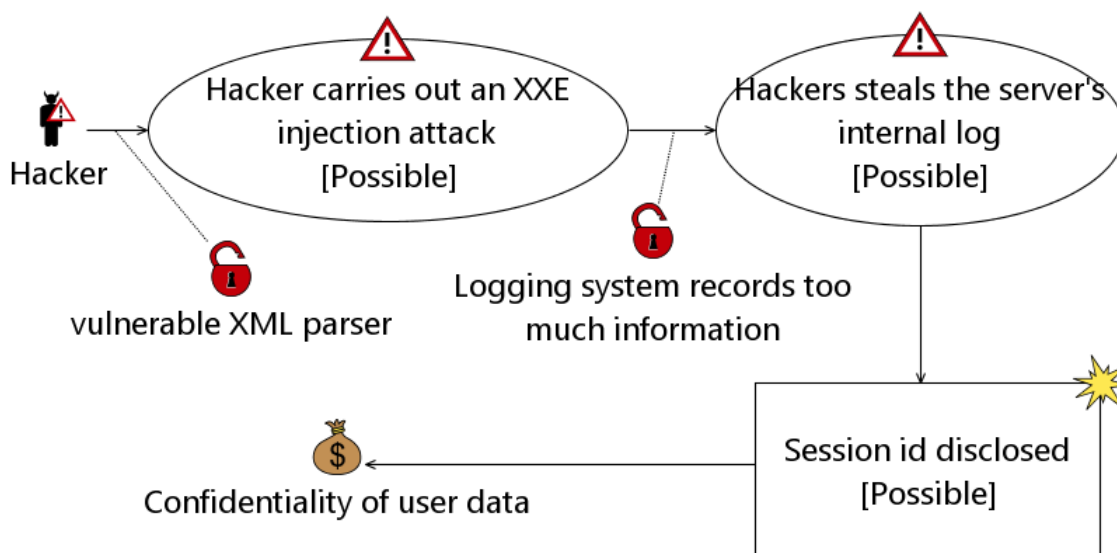 Hacker carries out an XXE
injection attack
[Possible]
Hackers steals the server's
internal log
[Possible]
Hacker
vulnerable XML parser
Logging system records too
much information
Session id disclosed
[Possible]
$
Confidentiality of user data